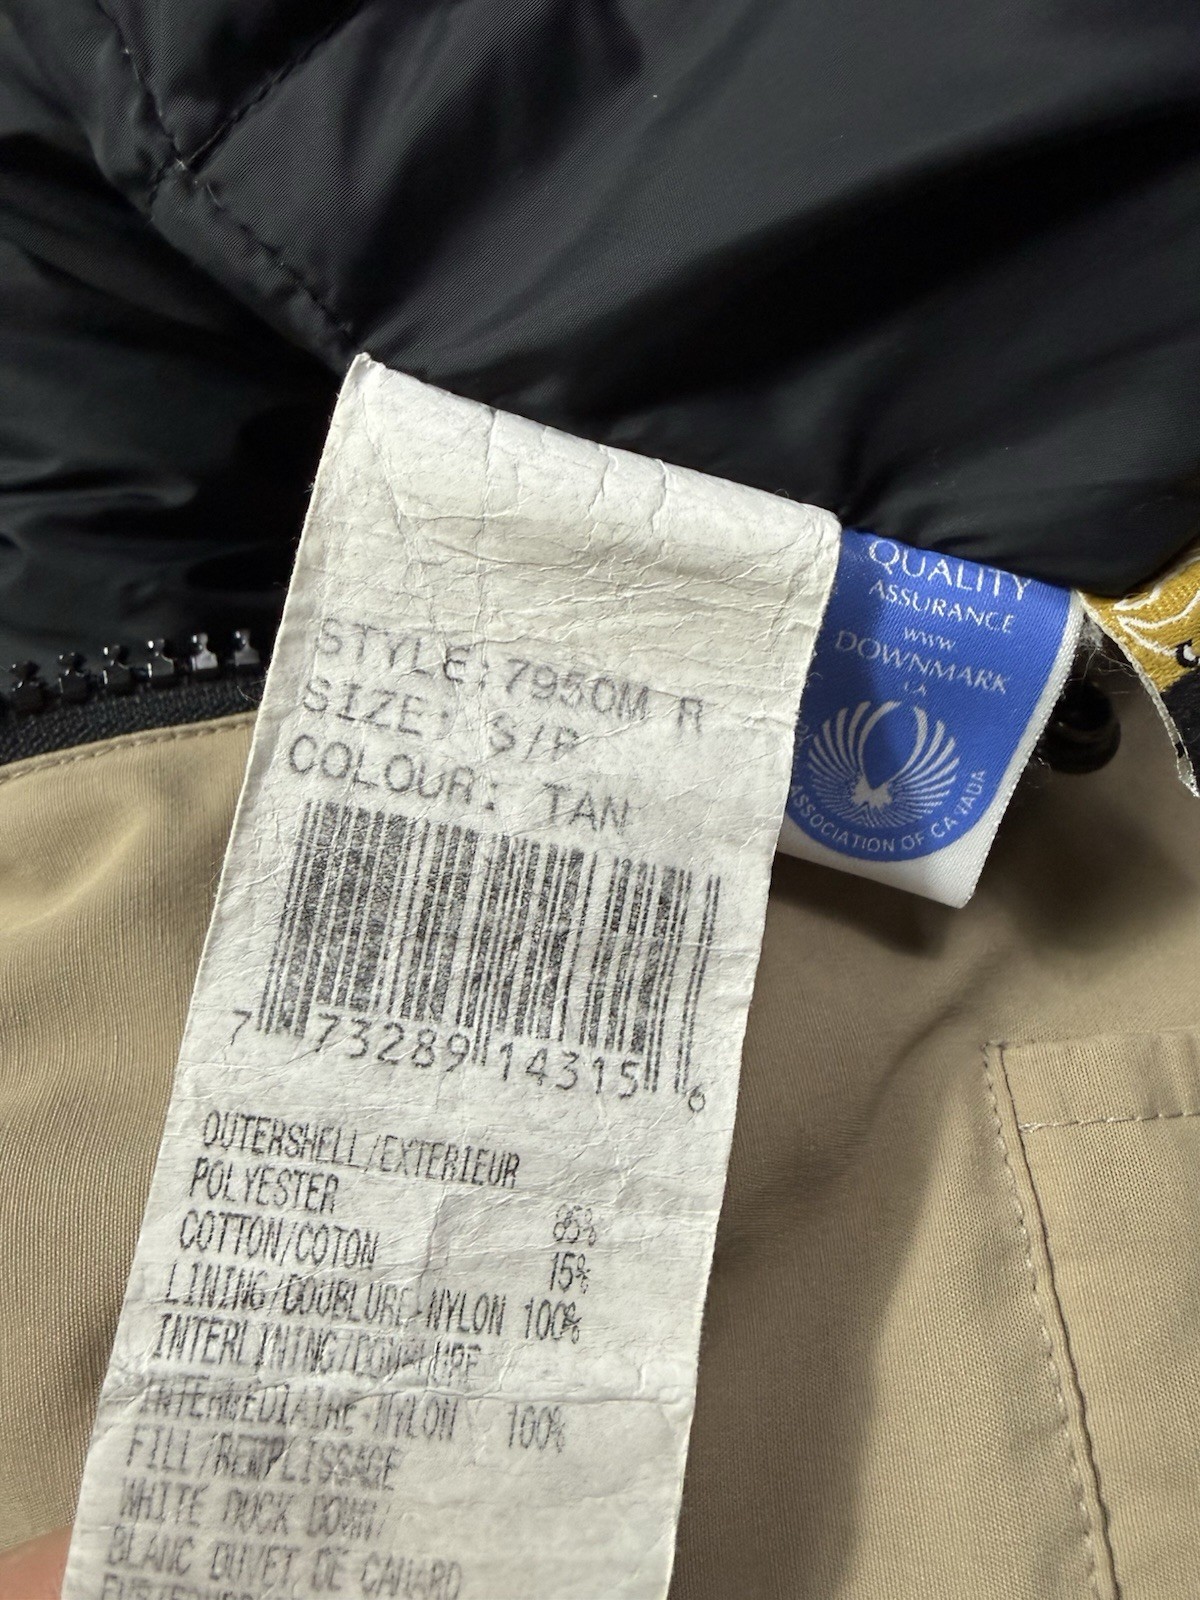 STYLE: 7950M R
SIZE: S/P
COLOUR: TAN
7 73289 14315 6
OUTERSHELL/EXTERIEUR
POLYESTER 85%
COTTON/COTON 15%
LINING/DOUBLURE-NYLON 100%
INTERLINING/DOUBLURE
INTERMEDIAIRE-NYLON 100%
FILL/REMPLISSAGE
WHITE DUCK DOWN/
BLANC DUVET DE CANARD
QUALITY
ASSURANCE
www
DOWNMARK
.CA
ASSOCIATION OF CANADA